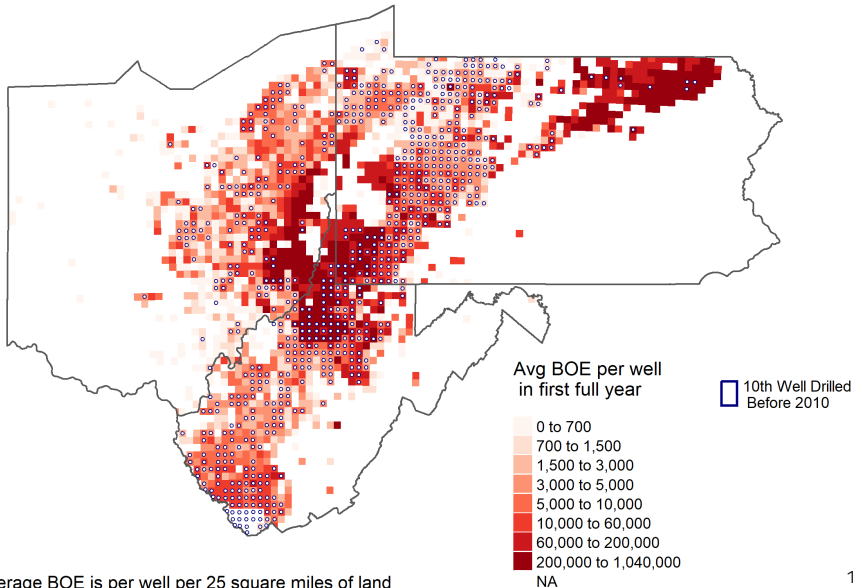 Avg BOE per well
in first full year
0 to 700
700 to 1,500
1,500 to 3,000
3,000 to 5,000
5,000 to 10,000
10,000 to 60,000
60,000 to 200,000
200,000 to 1,040,000
NA
10th Well Drilled
Before 2010
erage BOE is per well per 25 square miles of land
1